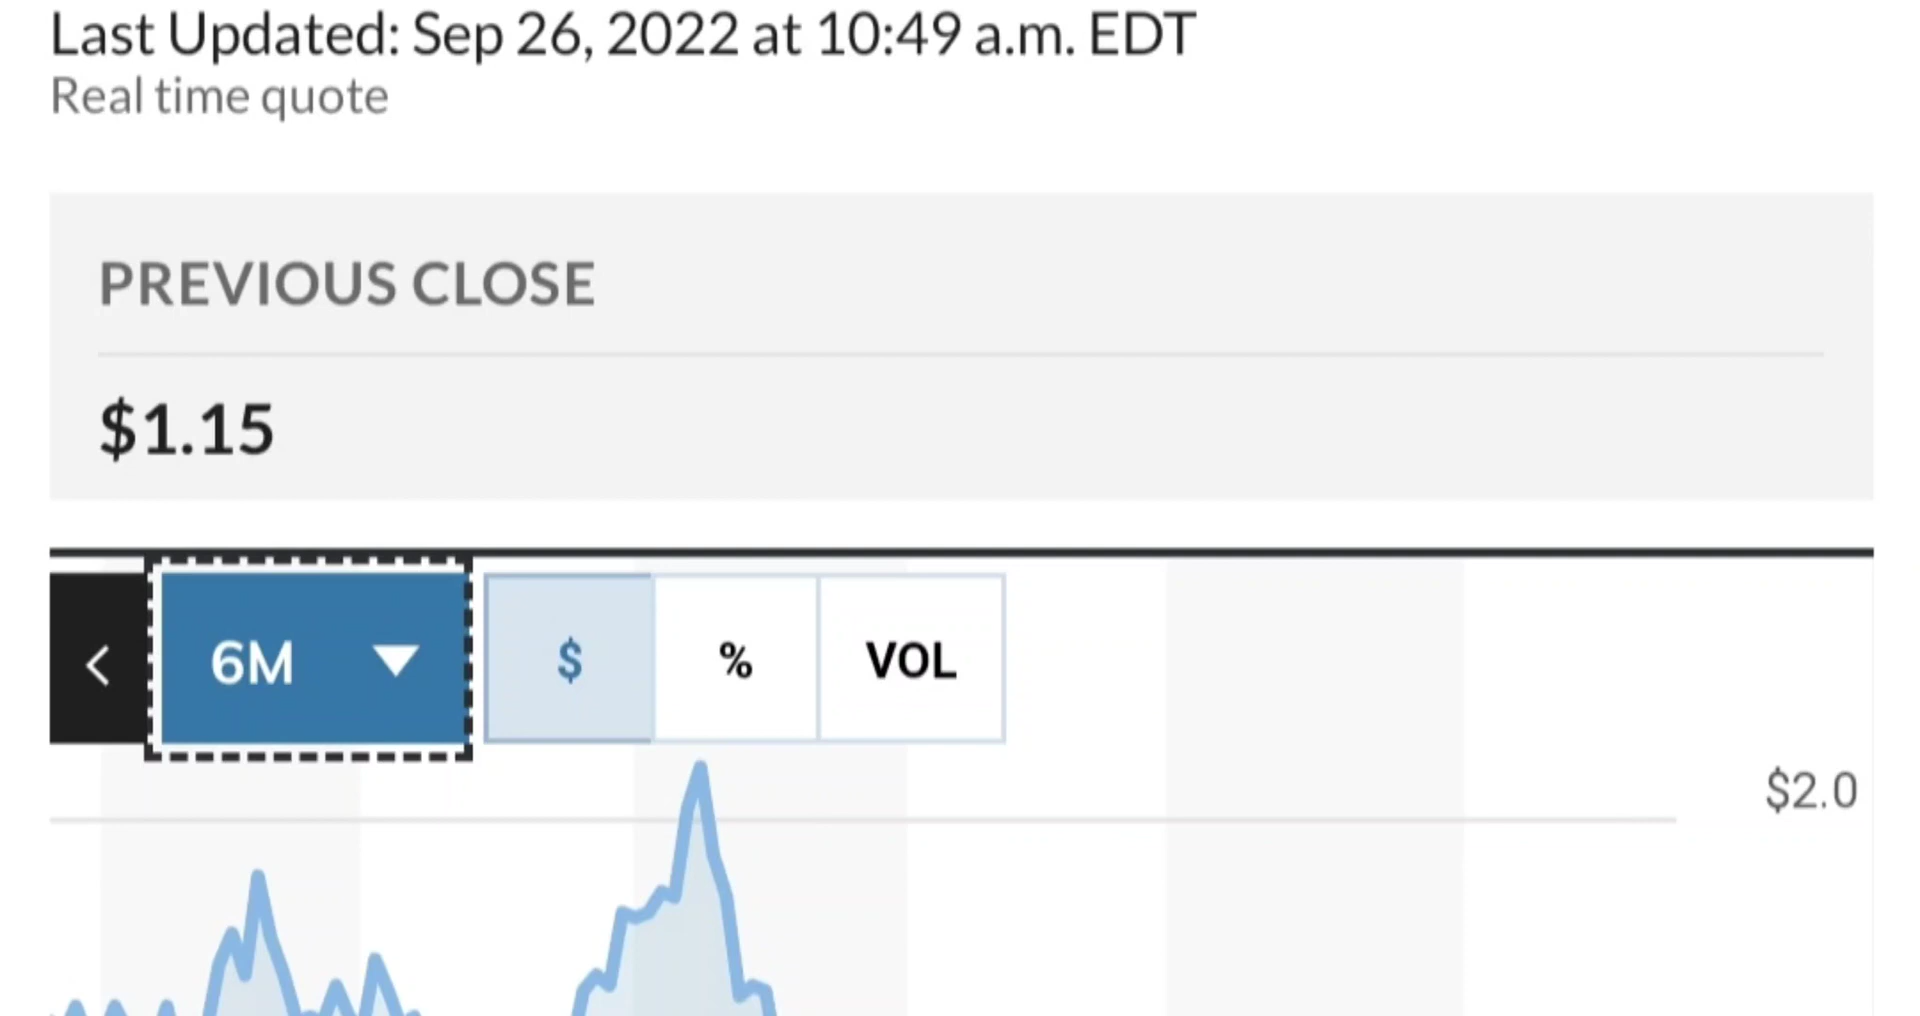 Last Updated: Sep 26, 2022 at 10:49 a.m. EDT
Real time quote
PREVIOUS CLOSE
$1.15
6M $ % VOL
$2.0